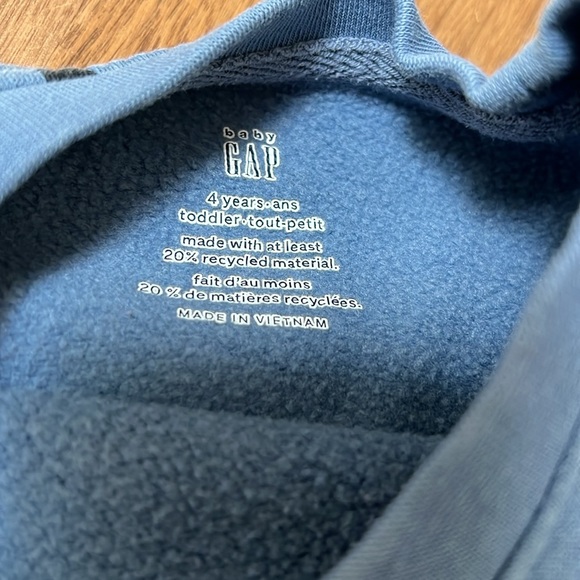 baby
GAP
4 years·ans
toddler·tout-petit
made with at least
20% recycled material.
fait d'au moins
20 % de matières recyclées.
MADE IN VIETNAM